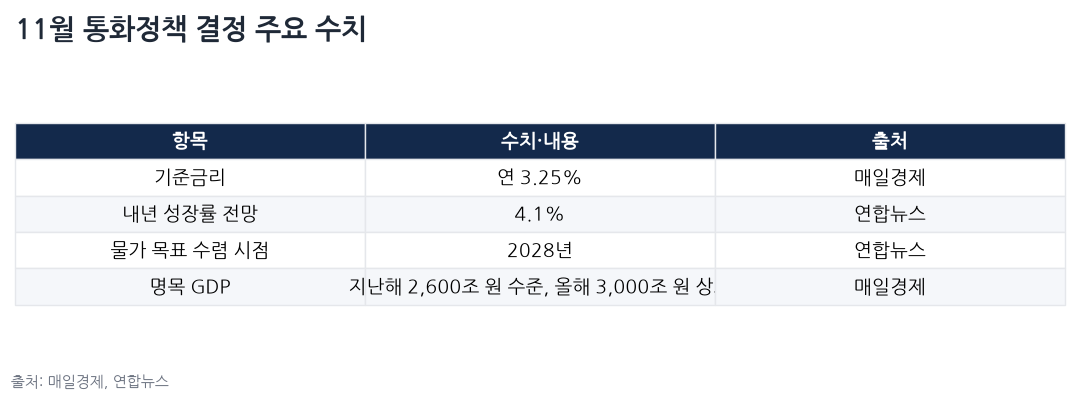 11월 통화정책 결정 주요 수치
항목 수치·내용 출처
기준금리 연 3.25% 매일경제
내년 성장률 전망 4.1% 연합뉴스
물가 목표 수렴 시점 2028년 연합뉴스
명목 GDP 지난해 2,600조 원 수준, 올해 3,000조 원 상 매일경제
출처: 매일경제, 연합뉴스